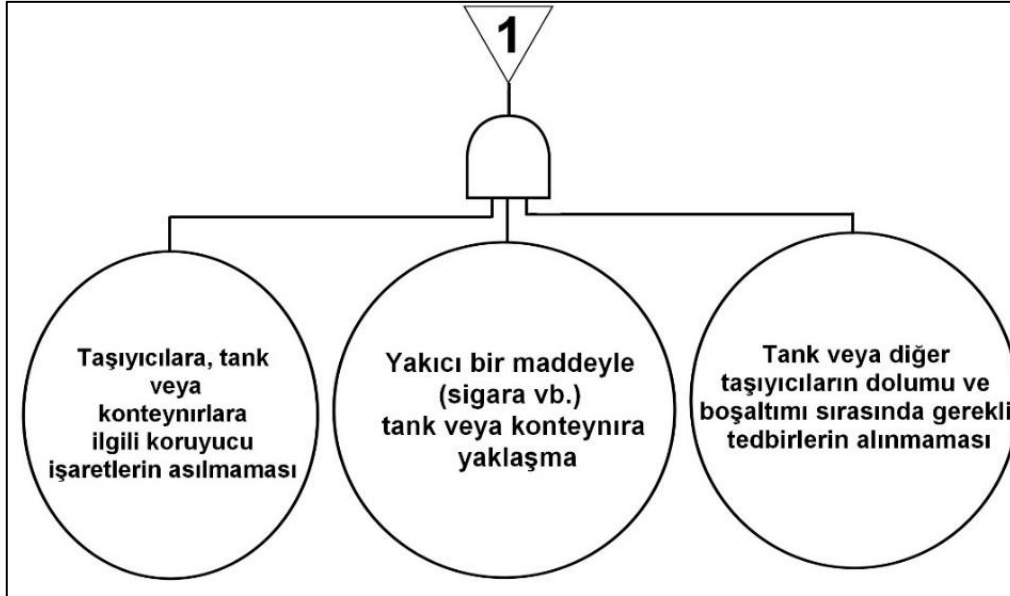 1
Taşıyıcılara, tank
veya
konteynırlara
ilgili koruyucu
işaretlerin asılmaması
Yakıcı bir maddeyle
(sigara vb.)
tank veya konteynıra
yaklaşma
Tank veya diğer
taşıyıcıların dolumu ve
boşaltımı sırasında gerekli
tedbirlerin alınmaması